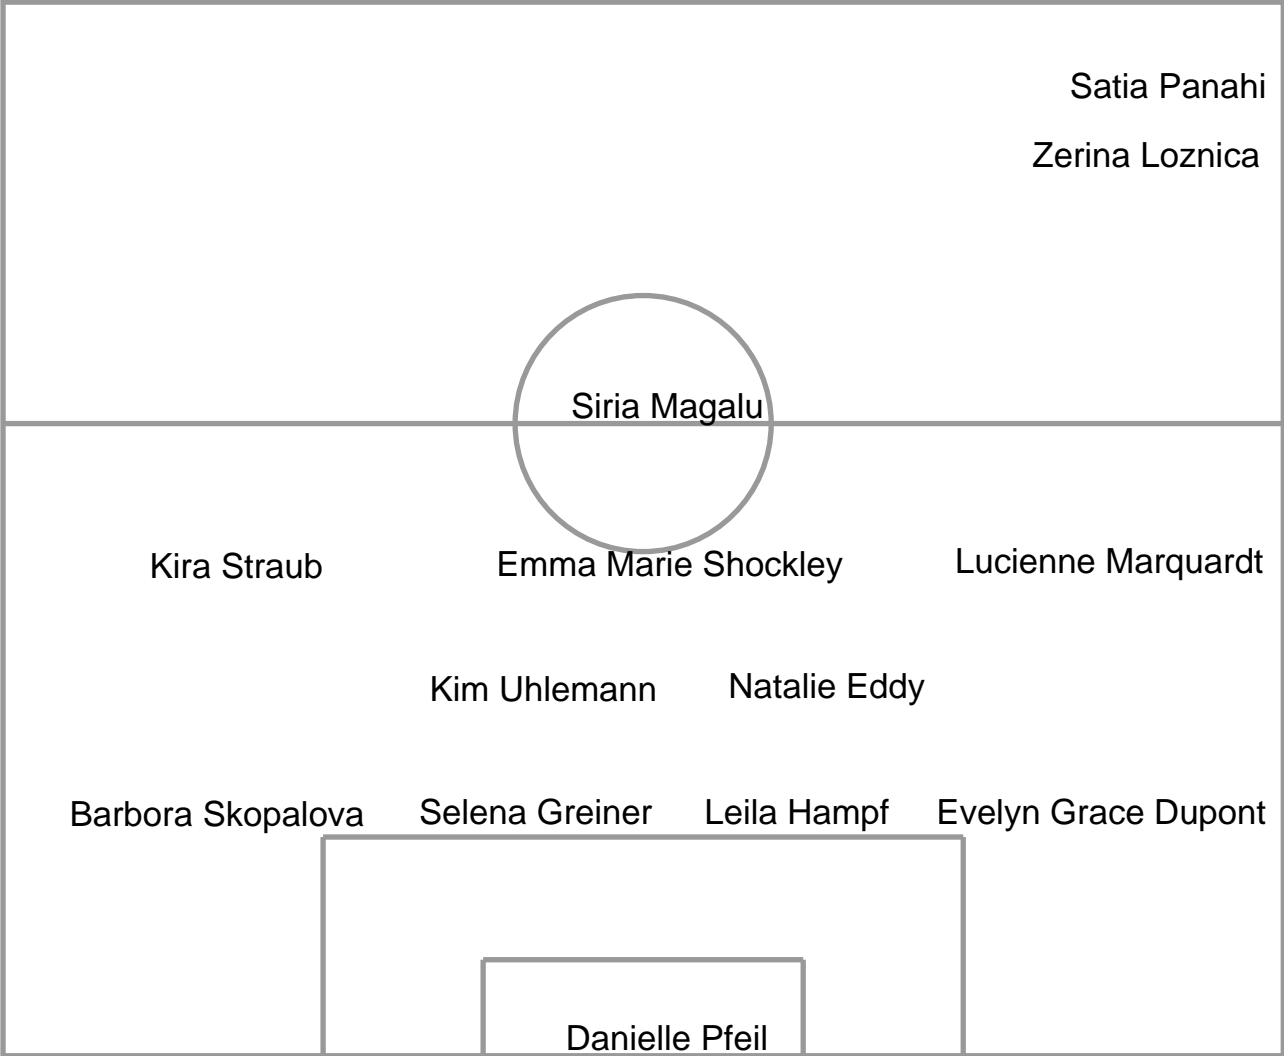 Satia Panahi
Zerina Loznica
Siria Magalu
Kira Straub
Emma Marie Shockley
Lucienne Marquardt
Kim Uhlemann
Natalie Eddy
Barbora Skopalova
Selena Greiner
Leila Hampf
Evelyn Grace Dupont
Danielle Pfeil